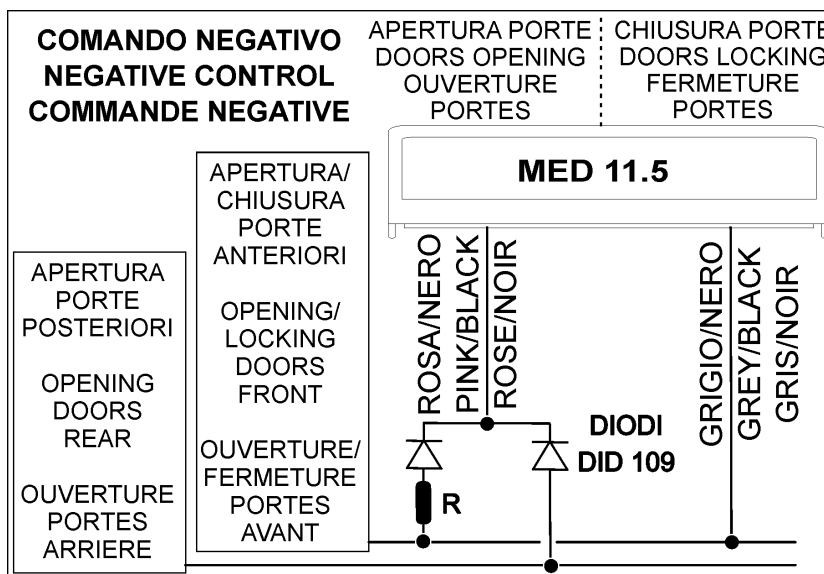 COMANDO NEGATIVO
NEGATIVE CONTROL
COMMANDE NEGATIVE
APERTURA PORTE
DOORS OPENING
OUVERTURE
PORTES
CHIUSURA PORTE
DOORS LOCKING
FERMETURE
PORTES
MED 11.5
APERTURA/
CHIUSURA
PORTE
ANTERIORI
OPENING/
LOCKING
DOORS
FRONT
OUVERTURE/
FERMETURE
PORTES
AVANT
APERTURA
PORTE
POSTERIORI
OPENING
DOORS
REAR
OUVERTURE
PORTES
ARRIERE
ROSA/NERO
PINK/BLACK
ROSE/NOIR
GRIGIO/NERO
GREY/BLACK
GRIS/NOIR
DIODI
DID 109
R